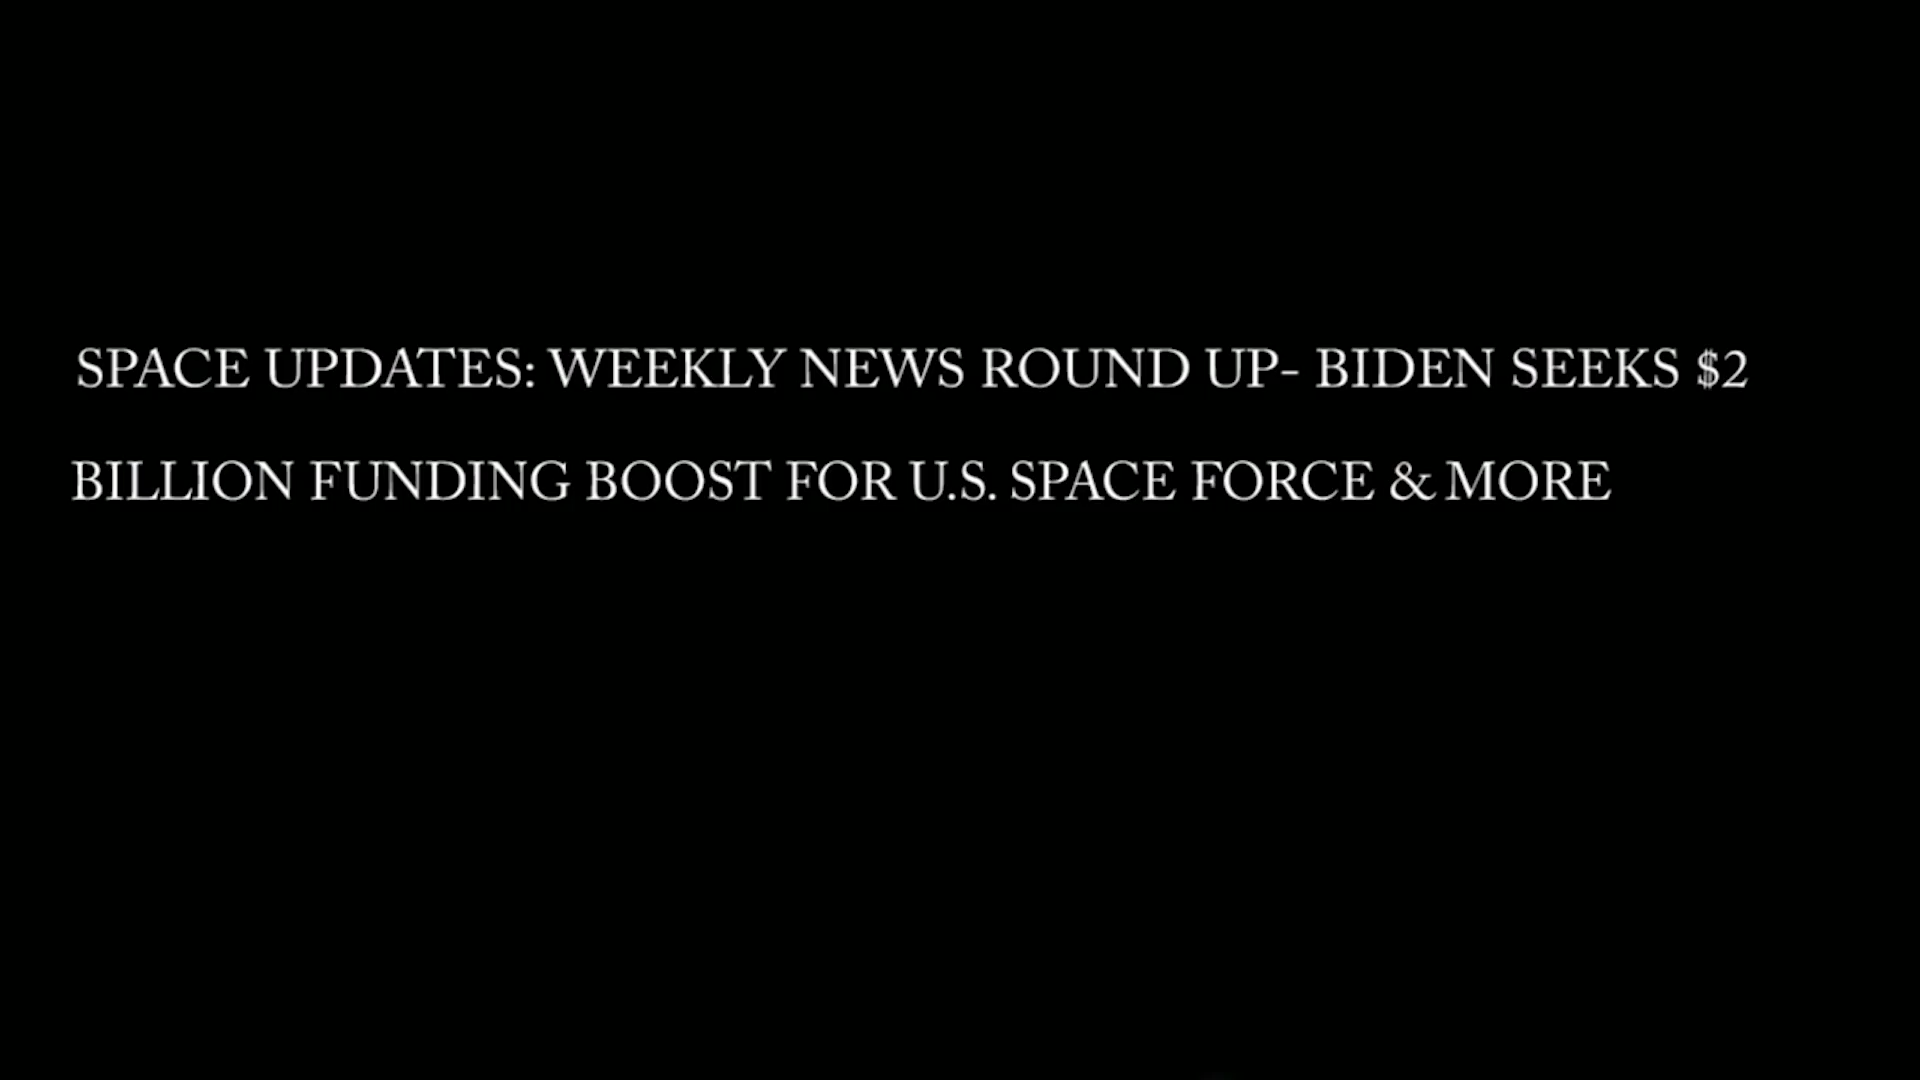 SPACE UPDATES: WEEKLY NEWS ROUND UP- BIDEN SEEKS $2
BILLION FUNDING BOOST FOR U.S. SPACE FORCE & MORE